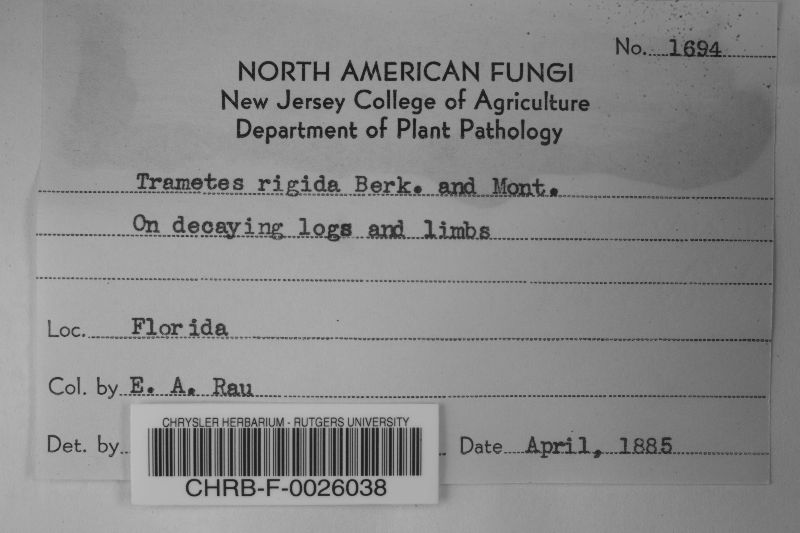 No. 1694
NORTH AMERICAN FUNGI
New Jersey College of Agriculture
Department of Plant Pathology
Trametes rigida Berk. and Mont.
On decaying logs and limbs
Loc. Florida
Col. by E. A. Rau
Det. by
Date April, 1885
CHRYSLER HERBARIUM - RUTGERS UNIVERSITY
CHRB-F-0026038